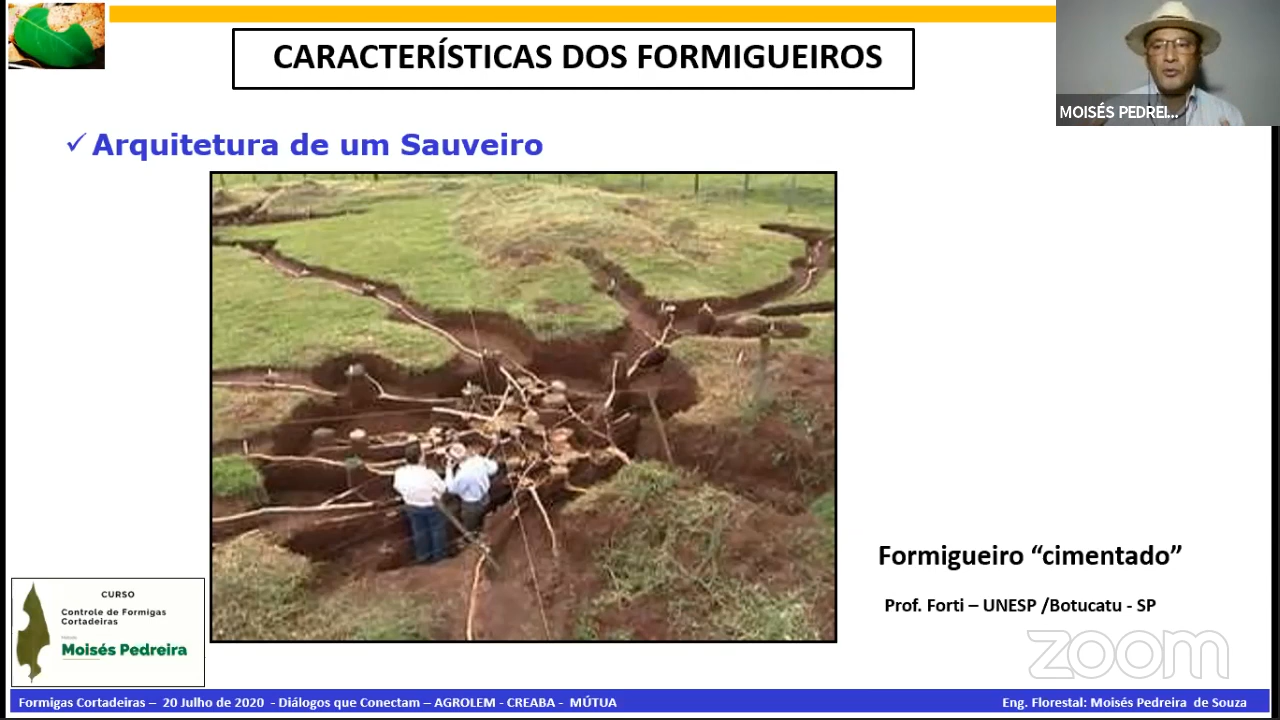 CARACTERÍSTICAS DOS FORMIGUEIROS
MOISÉS PEDREI...
✓ Arquitetura de um Sauveiro
Formigueiro “cimentado”
Prof. Forti – UNESP /Botucatu - SP
CURSO
Controle de Formigas
Cortadeiras
Moisés Pedreira
zoom
Formigas Cortadeiras – 20 Julho de 2020 - Diálogos que Conectam – AGROLEM - CREABA – MÚTUA
Eng. Florestal: Moisés Pedreira de Souza